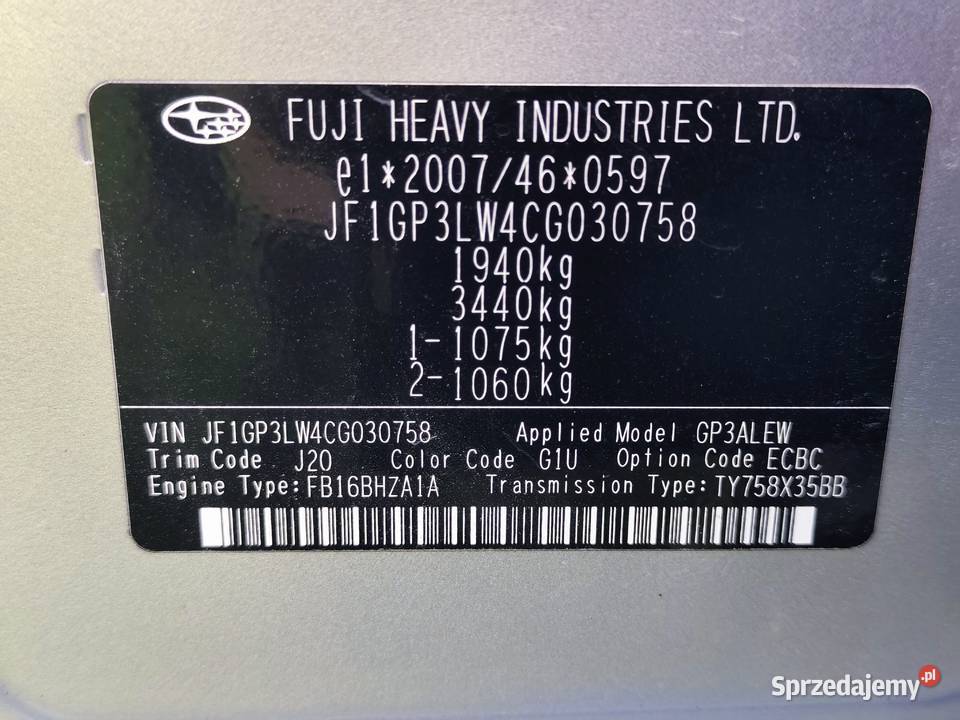 FUJI HEAVY INDUSTRIES LTD.
e1*2007/46*0597
JF1GP3LW4CG030758
1940kg
3440kg
1-1075kg
2-1060kg
VIN JF1GP3LW4CG030758 Applied Model GP3ALEW
Trim Code J20 Color Code G1U Option Code ECBC
Engine Type:FB16BHZA1A Transmission Type:TY758X35BB
Sprzedajemy.pl